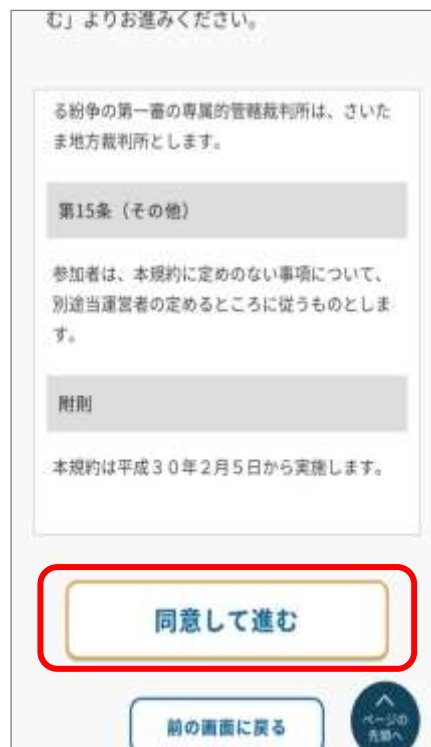 む」よりお進みください。
る紛争の第一審の専属的管轄裁判所は、さいた
ま地方裁判所とします。
第15条（その他）
参加者は、本規約に定めのない事項について、
別途当運営者の定めるところに従うものとしま
す。
附則
本規約は平成３０年２月５日から実施します。
同意して進む
前の画面に戻る
ページの
先頭へ